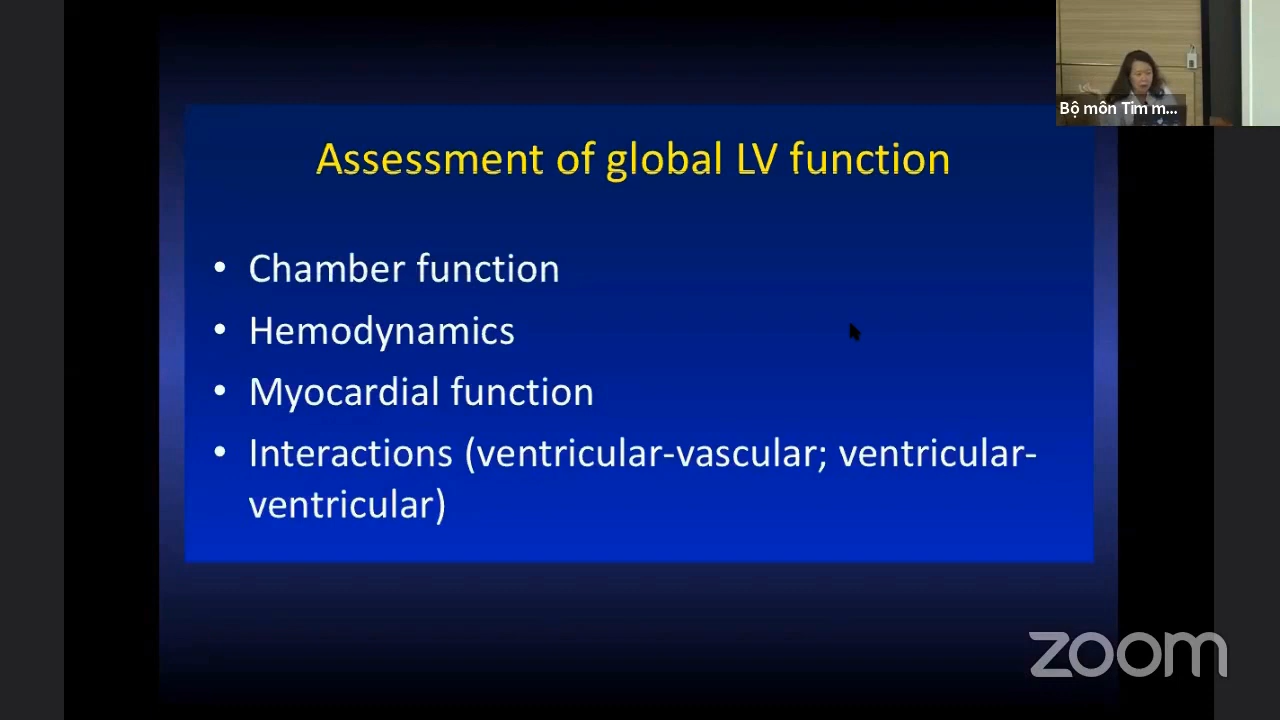 Bộ môn Tim m...
Assessment of global LV function
• Chamber function
• Hemodynamics
• Myocardial function
• Interactions (ventricular-vascular; ventricular-
ventricular)
zoom